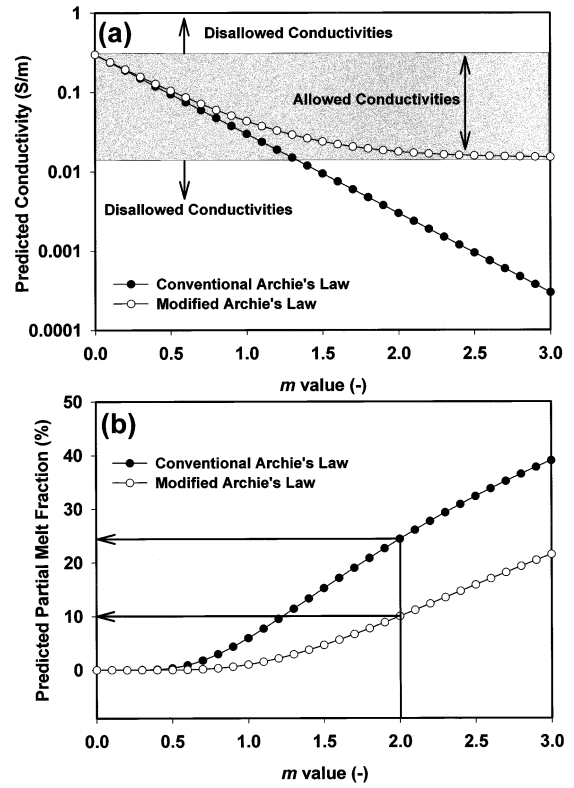 (a)
Disallowed Conductivities
Allowed Conductivities
Disallowed Conductivities
Conventional Archie's Law
Modified Archie's Law
Predicted Conductivity (S/m)
1
0.1
0.01
0.001
0.0001
0.0 0.5 1.0 1.5 2.0 2.5 3.0
m value (-)
(b)
Conventional Archie's Law
Modified Archie's Law
Predicted Partial Melt Fraction (%)
50
40
30
20
10
0
0.0 0.5 1.0 1.5 2.0 2.5 3.0
m value (-)